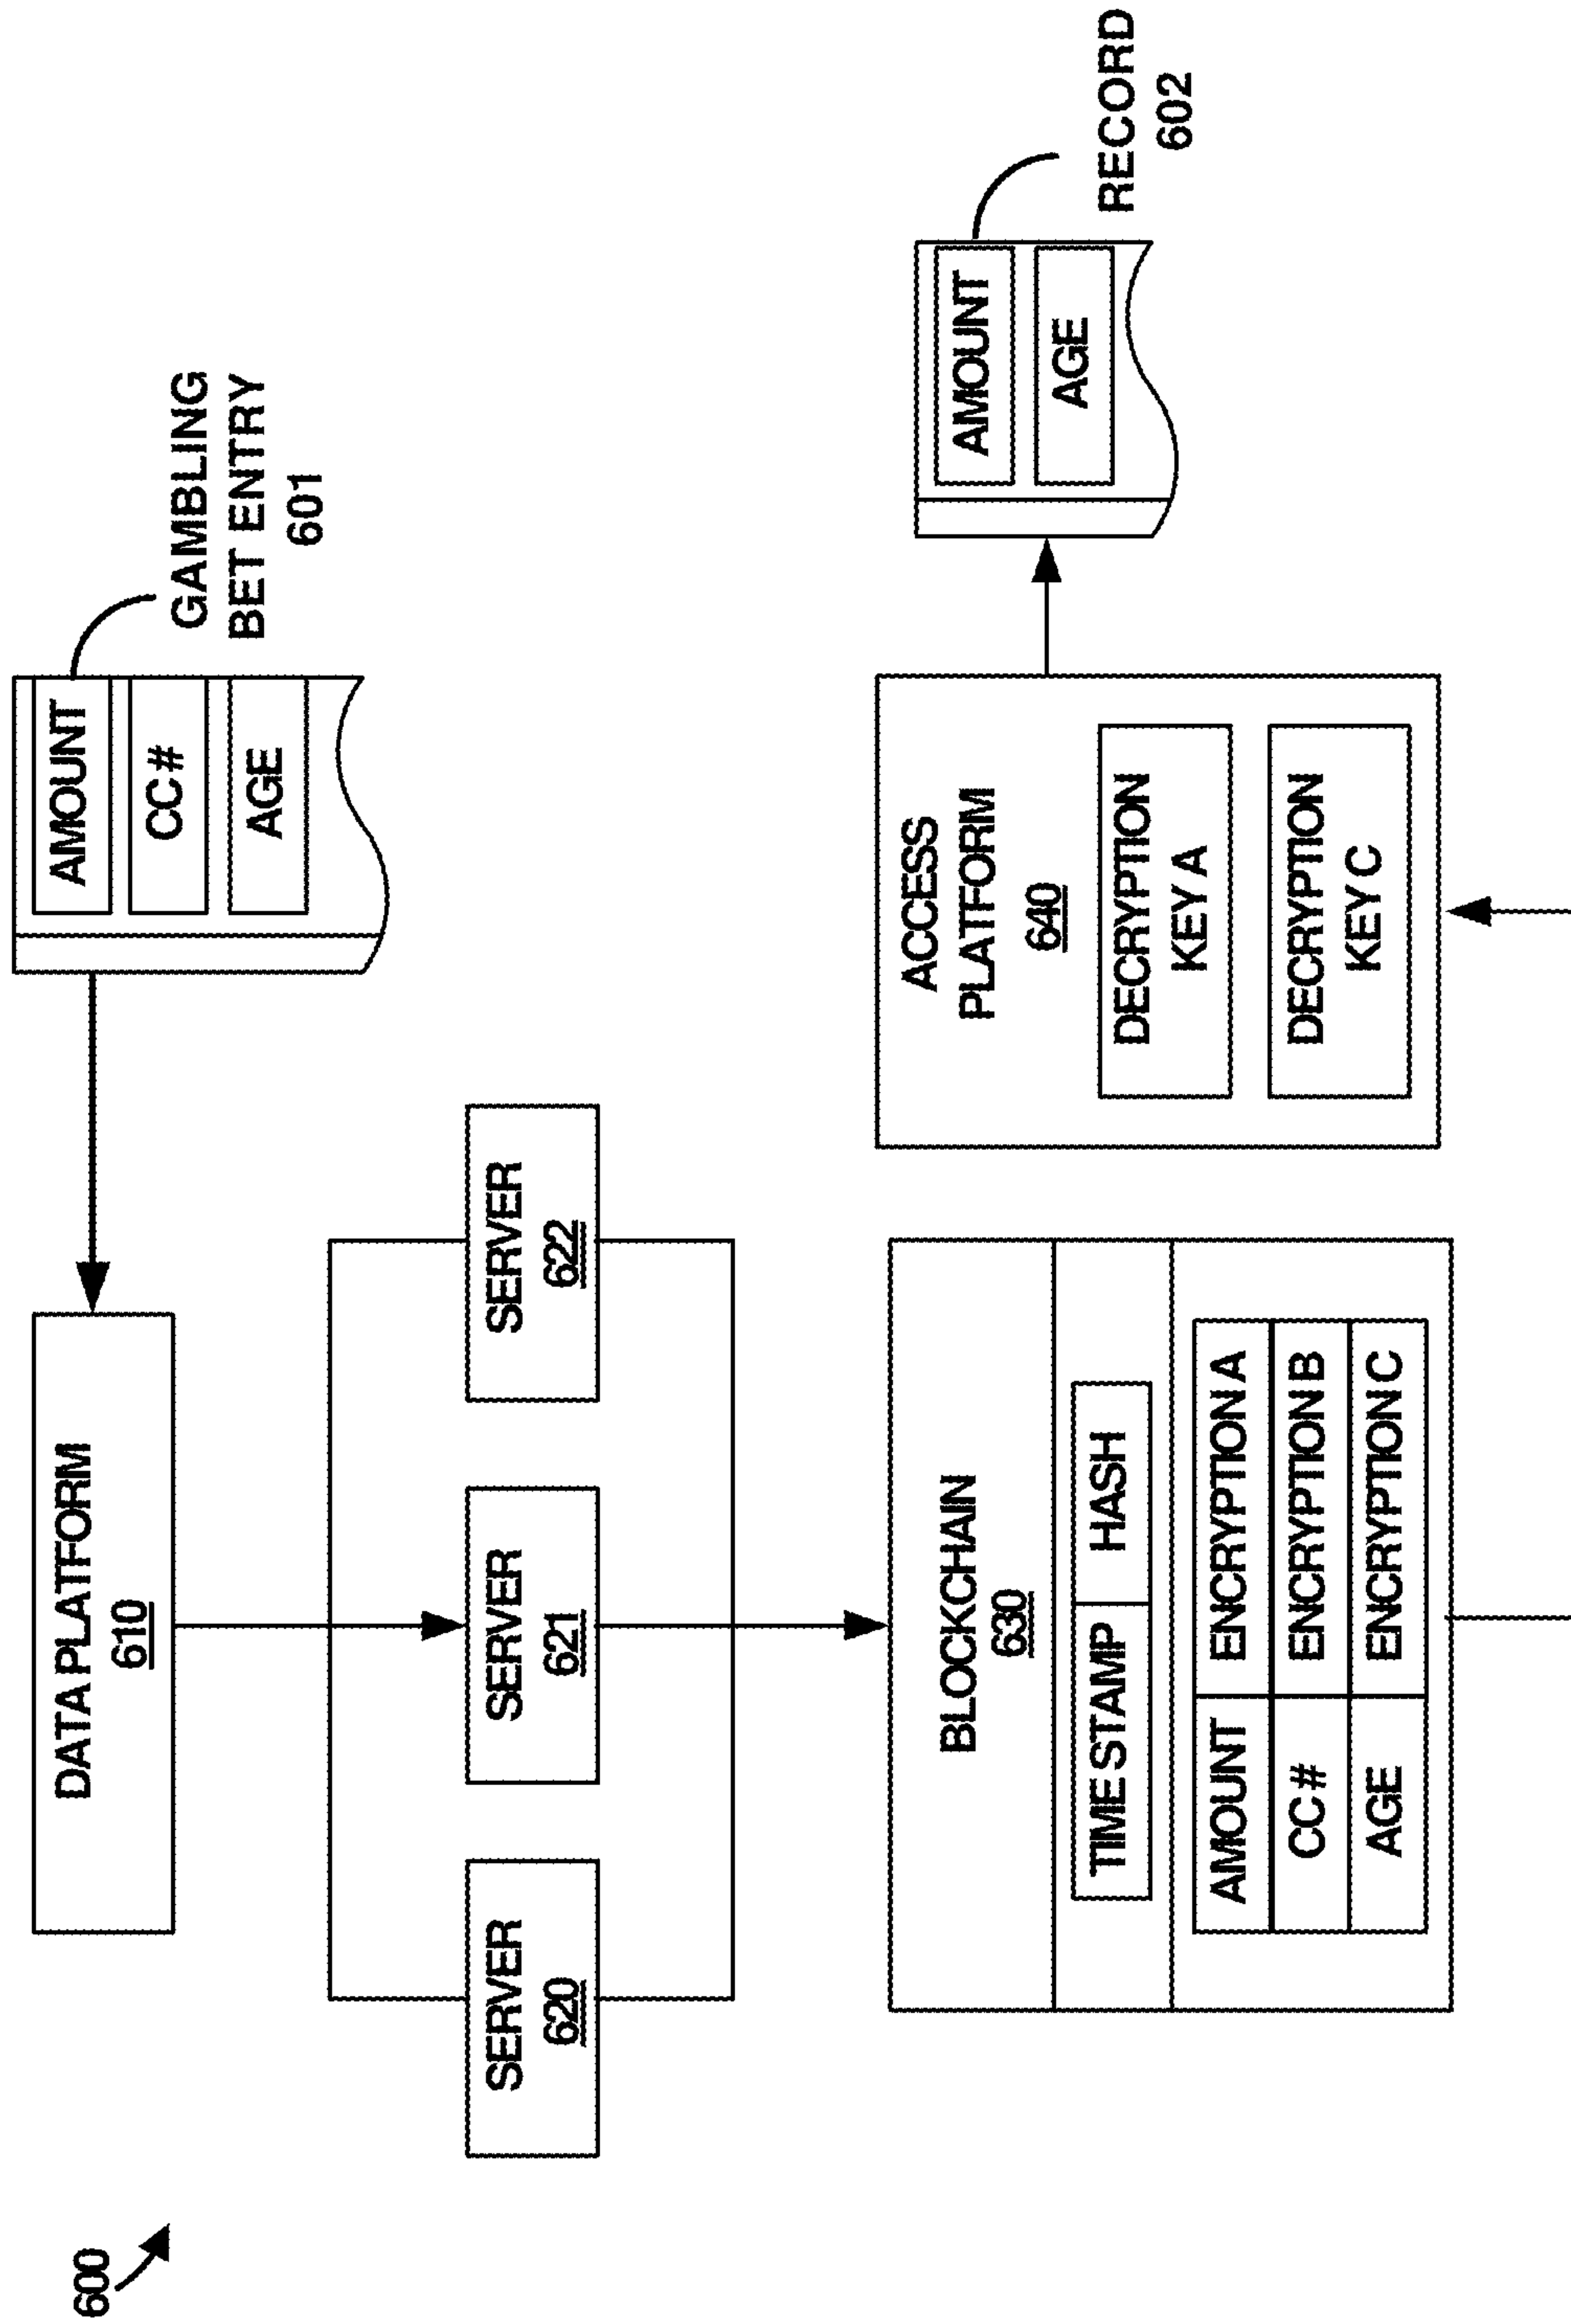 600
DATA PLATFORM
610
AMOUNT
CC #
AGE
GAMBLING
BET ENTRY
601
SERVER
620
SERVER
621
SERVER
622
BLOCKCHAIN
630
TIME STAMP HASH
AMOUNT ENCRYPTION A
CC # ENCRYPTION B
AGE ENCRYPTION C
ACCESS
PLATFORM
640
DECRYPTION
KEY A
DECRYPTION
KEY C
AMOUNT
AGE
RECORD
602